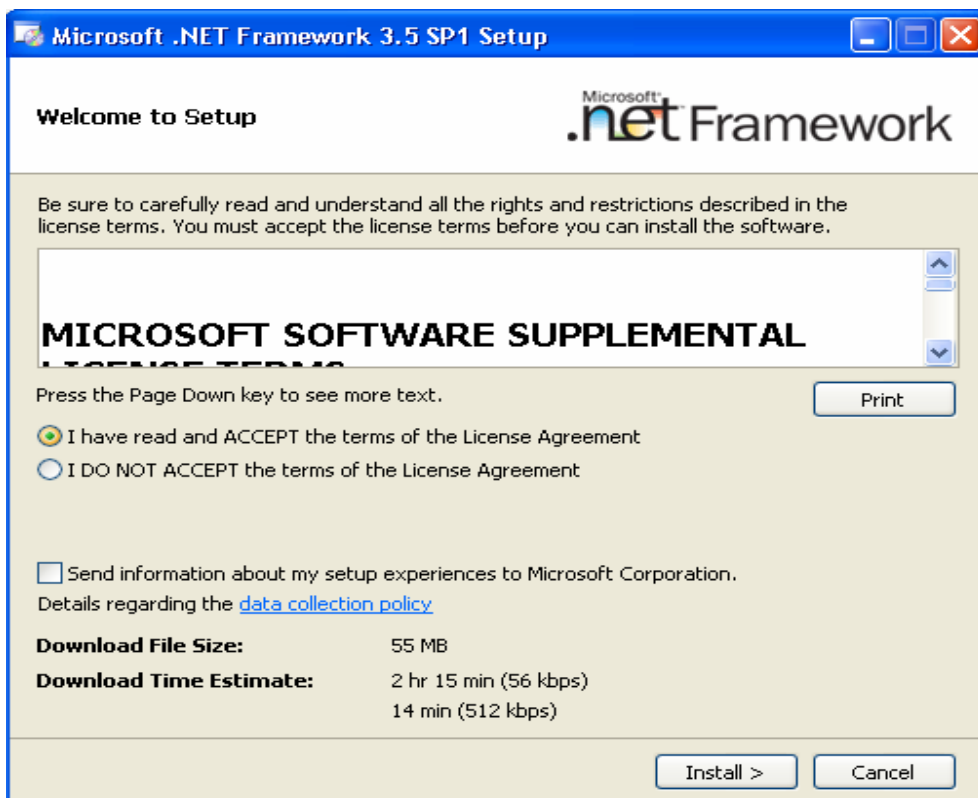 Microsoft .NET Framework 3.5 SP1 Setup
Welcome to Setup
Microsoft
.net Framework
Be sure to carefully read and understand all the rights and restrictions described in the
license terms. You must accept the license terms before you can install the software.
MICROSOFT SOFTWARE SUPPLEMENTAL
LICENSE TERMS
Press the Page Down key to see more text.
Print
I have read and ACCEPT the terms of the License Agreement
I DO NOT ACCEPT the terms of the License Agreement
Send information about my setup experiences to Microsoft Corporation.
Details regarding the data collection policy
Download File Size: 55 MB
Download Time Estimate: 2 hr 15 min (56 kbps)
14 min (512 kbps)
Install > Cancel